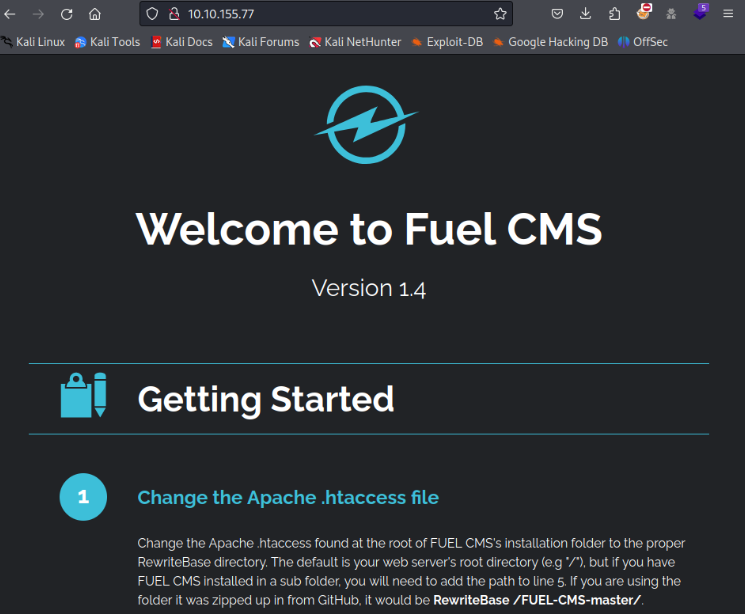 10.10.155.77
5
Kali Linux
Kali Tools
Kali Docs
Kali Forums
Kali NetHunter
Exploit-DB
Google Hacking DB
OffSec
Welcome to Fuel CMS
Version 1.4
Getting Started
1
Change the Apache .htaccess file
Change the Apache .htaccess found at the root of FUEL CMS's installation folder to the proper
RewriteBase directory. The default is your web server's root directory (e.g "/"), but if you have
FUEL CMS installed in a sub folder, you will need to add the path to line 5. If you are using the
folder it was zipped up in from GitHub, it would be RewriteBase /FUEL-CMS-master/.